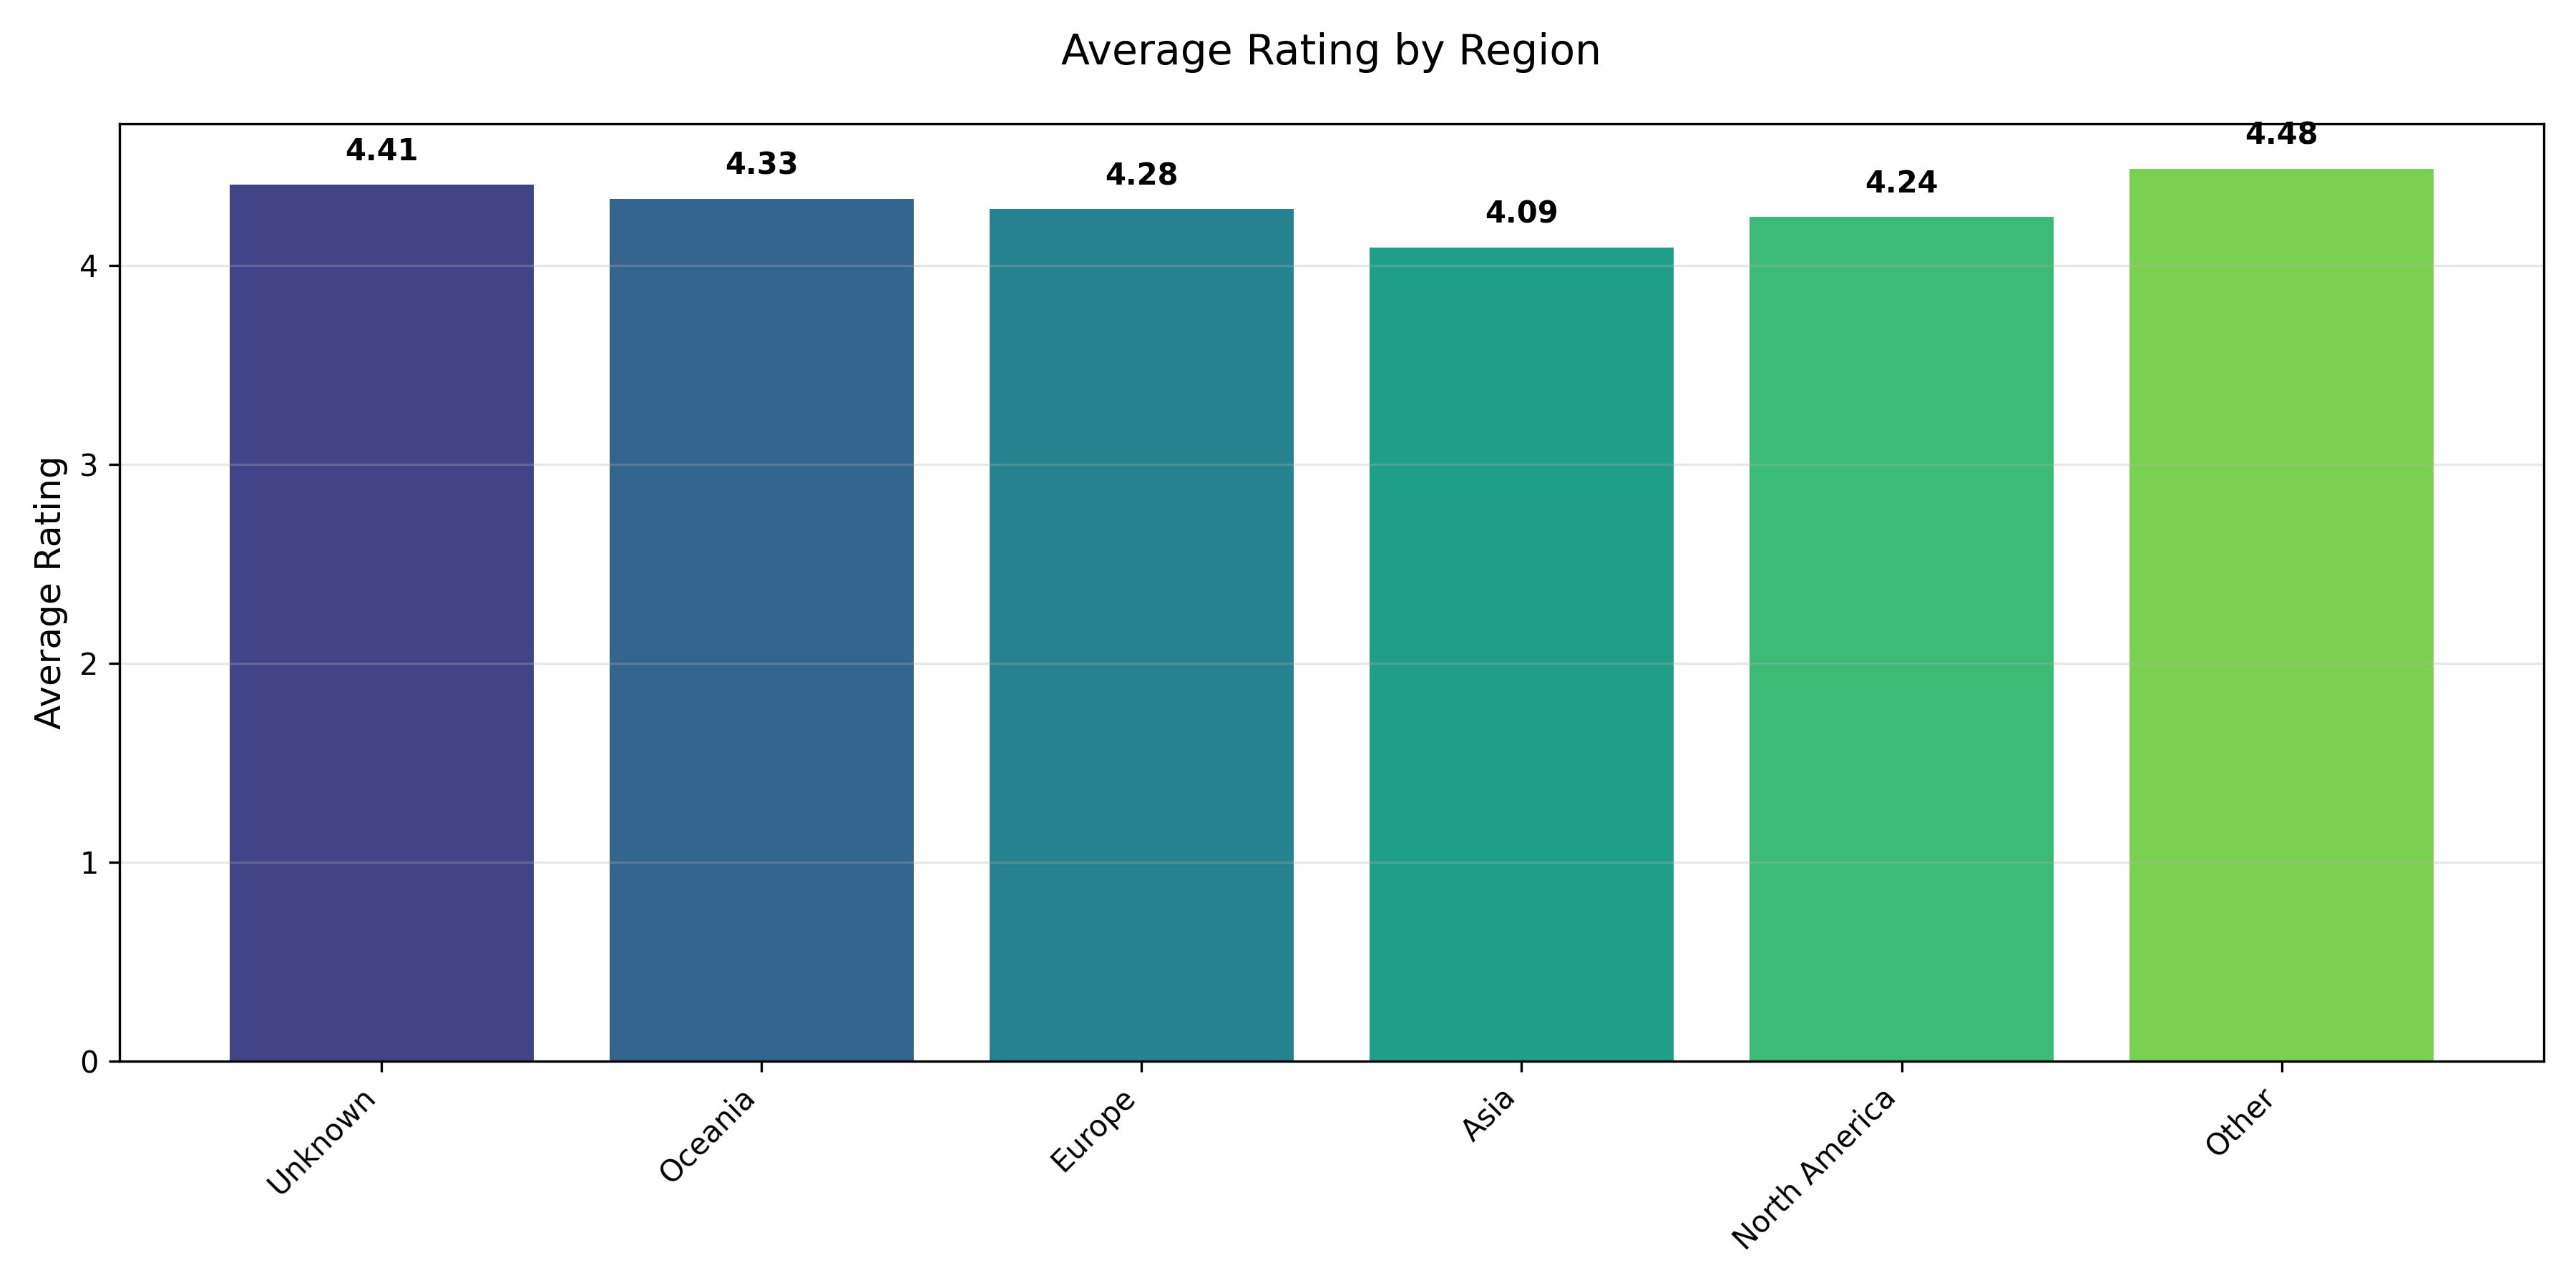 Average Rating by Region
4.41
4.33
4.28
4.09
4.24
4.48
Average Rating
4
3
2
1
0
Unknown
Oceania
Europe
Asia
North America
Other